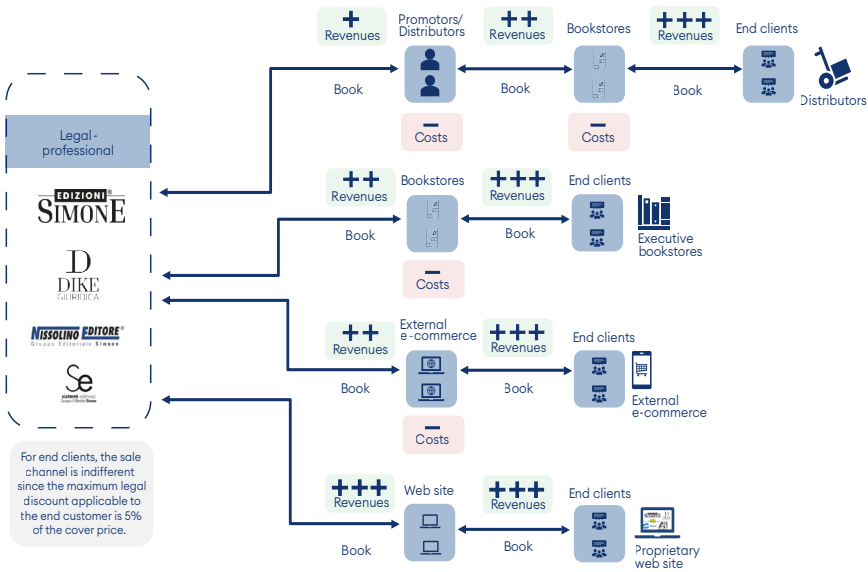 Legal-
professional
EDIZIONI
SIMONE®
D
DIKE
GIURIDICA
NISSOLINO EDITORE®
Gruppo Editoriale Simone
Se
sistemi editoriali
Gruppo Editoriale Simone
For end clients, the sale
channel is indifferent
since the maximum legal
discount applicable to
the end customer is 5%
of the cover price.
+
Revenues
Promotors/
Distributors
++
Revenues
Bookstores
+++
Revenues
End clients
Book
Book
Book
Distributors
−
Costs
−
Costs
++
Revenues
Bookstores
+++
Revenues
End clients
Book
Book
Executive
bookstores
−
Costs
++
Revenues
External
e-commerce
+++
Revenues
End clients
Book
Book
External
e-commerce
−
Costs
+++
Revenues
Web site
+++
Revenues
End clients
Book
Book
Proprietary
web site